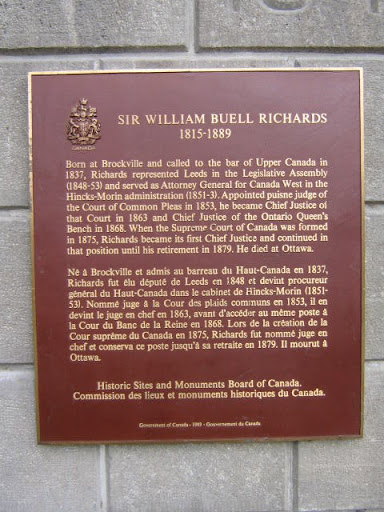 CANADA
SIR WILLIAM BUELL RICHARDS
1815-1889
Born at Brockville and called to the bar of Upper Canada in
1837, Richards represented Leeds in the Legislative Assembly
(1848-53) and served as Attorney General for Canada West in the
Hincks-Morin administration (1851-3). Appointed puisne judge of
the Court of Common Pleas in 1853, he became Chief Justice of
that Court in 1863 and Chief Justice of the Ontario Queen's
Bench in 1868. When the Supreme Court of Canada was formed
in 1875, Richards became its first Chief Justice and continued in
that position until his retirement in 1879. He died at Ottawa.
Né à Brockville et admis au barreau du Haut-Canada en 1837,
Richards fut élu député de Leeds en 1848 et devint procureur
général du Haut-Canada dans le cabinet de Hincks-Morin (1851-
53). Nommé juge à la Cour des plaids communs en 1853, il en
devint le juge en chef en 1863, avant d'accéder au même poste à
la Cour du Banc de la Reine en 1868. Lors de la création de la
Cour suprême du Canada en 1875, Richards fut nommé juge en
chef et conserva ce poste jusqu'à sa retraite en 1879. Il mourut à
Ottawa.
Historic Sites and Monuments Board of Canada.
Commission des lieux et monuments historiques du Canada.
Government of Canada - - Gouvernement du Canada